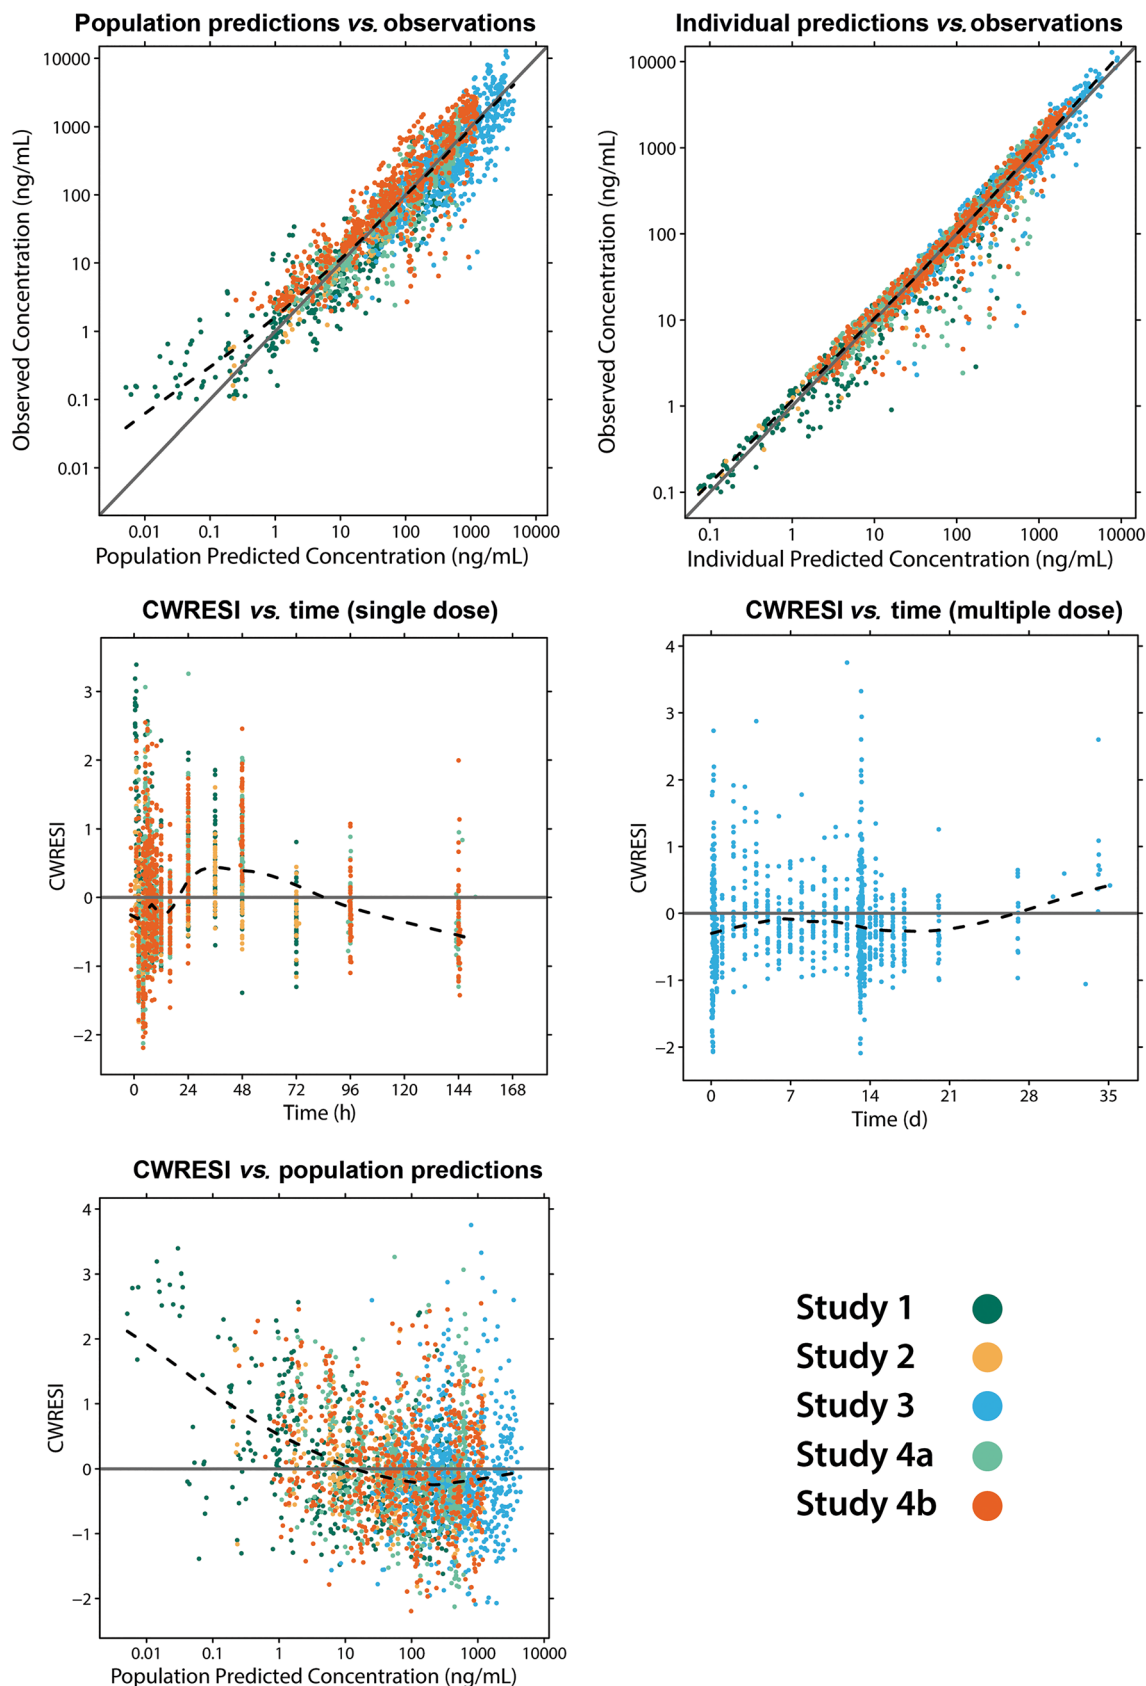 Population predictions vs. observations
10000
1000
100
10
1
0.1
0.01
Observed Concentration (ng/mL)
0.01 0.1 1 10 100 1000 10000
Population Predicted Concentration (ng/mL)
Individual predictions vs. observations
10000
1000
100
10
1
0.1
Observed Concentration (ng/mL)
0.1 1 10 100 1000 10000
Individual Predicted Concentration (ng/mL)
CWRESI vs. time (single dose)
3
2
1
0
−1
−2
CWRESI
0 24 48 72 96 120 144 168
Time (h)
CWRESI vs. time (multiple dose)
4
3
2
1
0
−1
−2
CWRESI
0 7 14 21 28 35
Time (d)
CWRESI vs. population predictions
4
3
2
1
0
−1
−2
CWRESI
0.01 0.1 1 10 100 1000 10000
Population Predicted Concentration (ng/mL)
Study 1
Study 2
Study 3
Study 4a
Study 4b